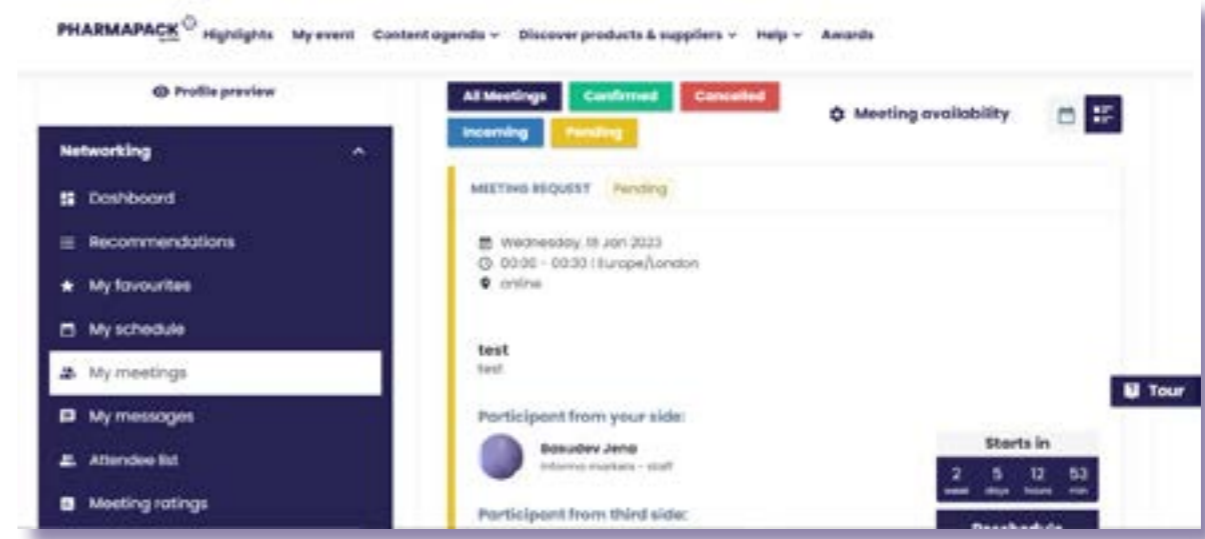 PHARMAPACK Highlights My event Content agenda Discover products & suppliers Help Awards
Profile preview
Networking
Dashboard
Recommendations
My favourites
My schedule
My meetings
My messages
Attendee list
Meeting ratings
All Meetings Confirmed Cancelled
Incoming Pending
Meeting availability
MEETING REQUEST Pending
Wednesday, 18 Jan 2023
00:00 - 00:30 | Europe/London
online
test
test
Participant from your side:
Basudev Jena
Informa markets - staff
Participant from third side:
Tour
Starts in
2 5 12 53
week days hours min
Reschedule